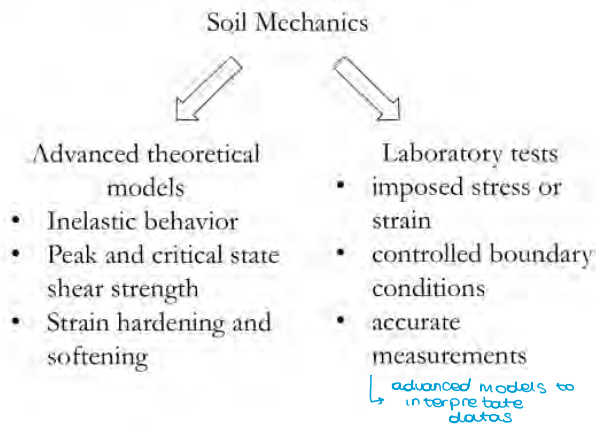 Soil Mechanics
Advanced theoretical
models
• Inelastic behavior
• Peak and critical state
shear strength
• Strain hardening and
softening
Laboratory tests
• imposed stress or
strain
• controlled boundary
conditions
• accurate
measurements
advanced models to
interpretate
datas